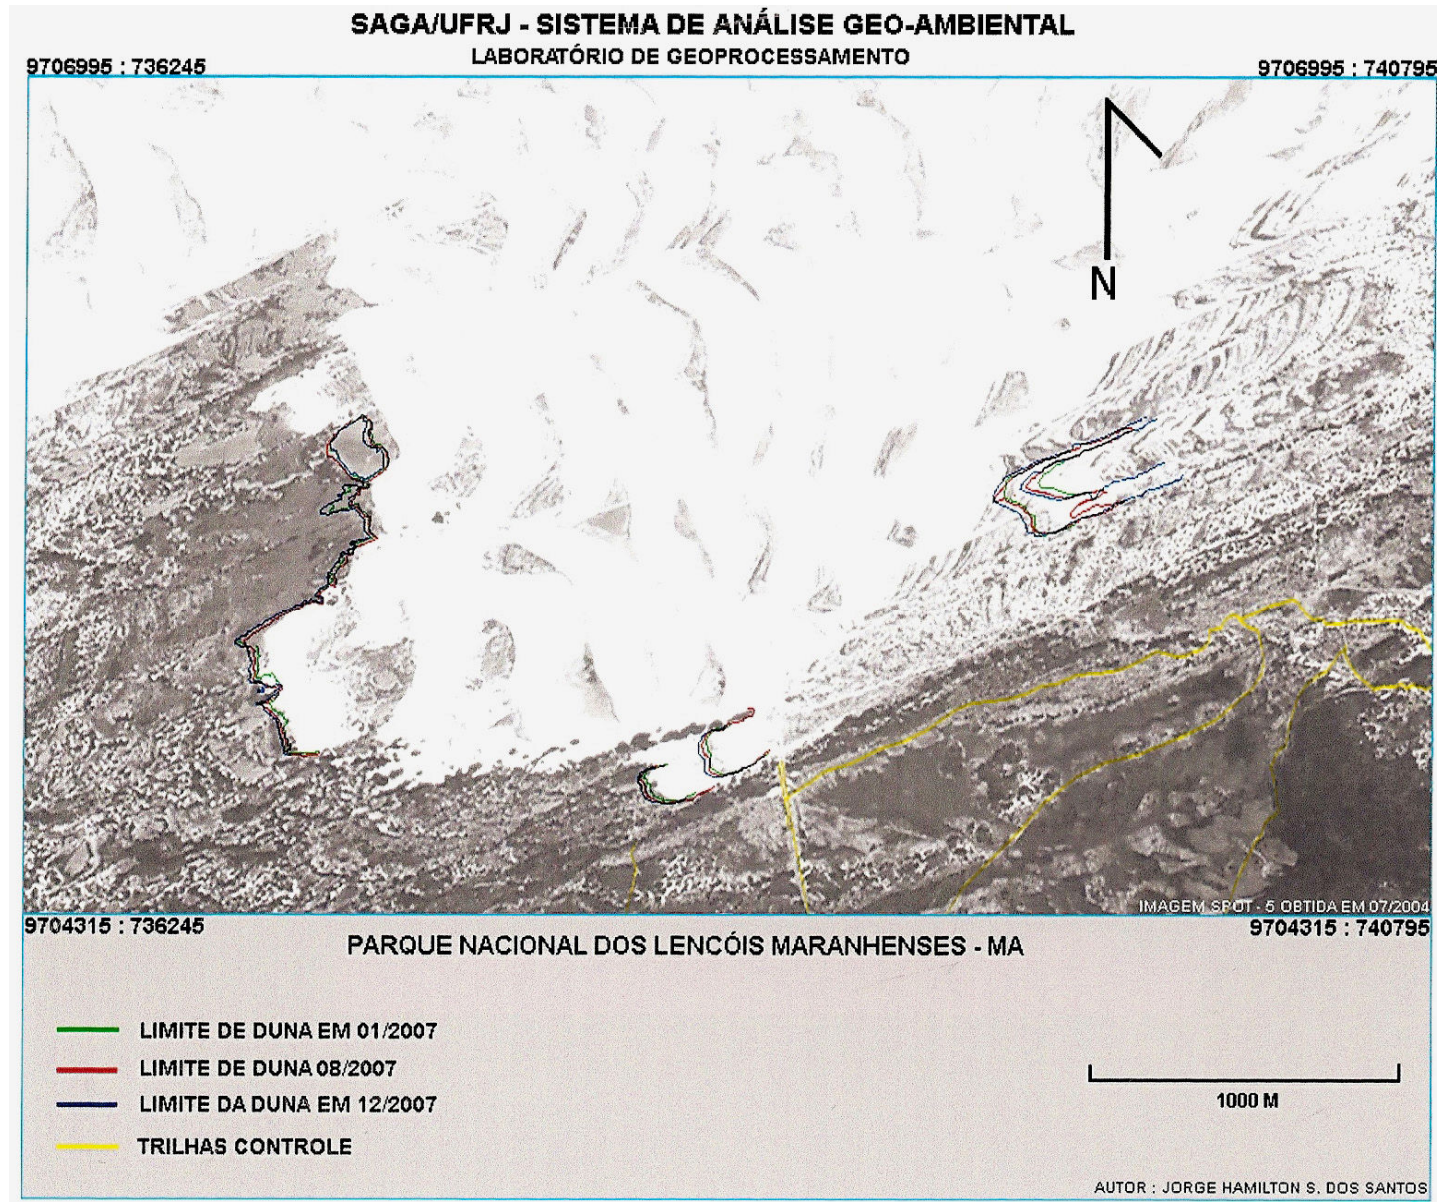 SAGA/UFRJ - SISTEMA DE ANÁLISE GEO-AMBIENTAL
LABORATÓRIO DE GEOPROCESSAMENTO
9706995 : 736245
9706995 : 740795
N
IMAGEM SPOT - 5 OBTIDA EM 07/2004
9704315 : 736245
9704315 : 740795
PARQUE NACIONAL DOS LENCÓIS MARANHENSES - MA
LIMITE DE DUNA EM 01/2007
LIMITE DE DUNA 08/2007
LIMITE DA DUNA EM 12/2007
TRILHAS CONTROLE
1000 M
AUTOR : JORGE HAMILTON S. DOS SANTOS